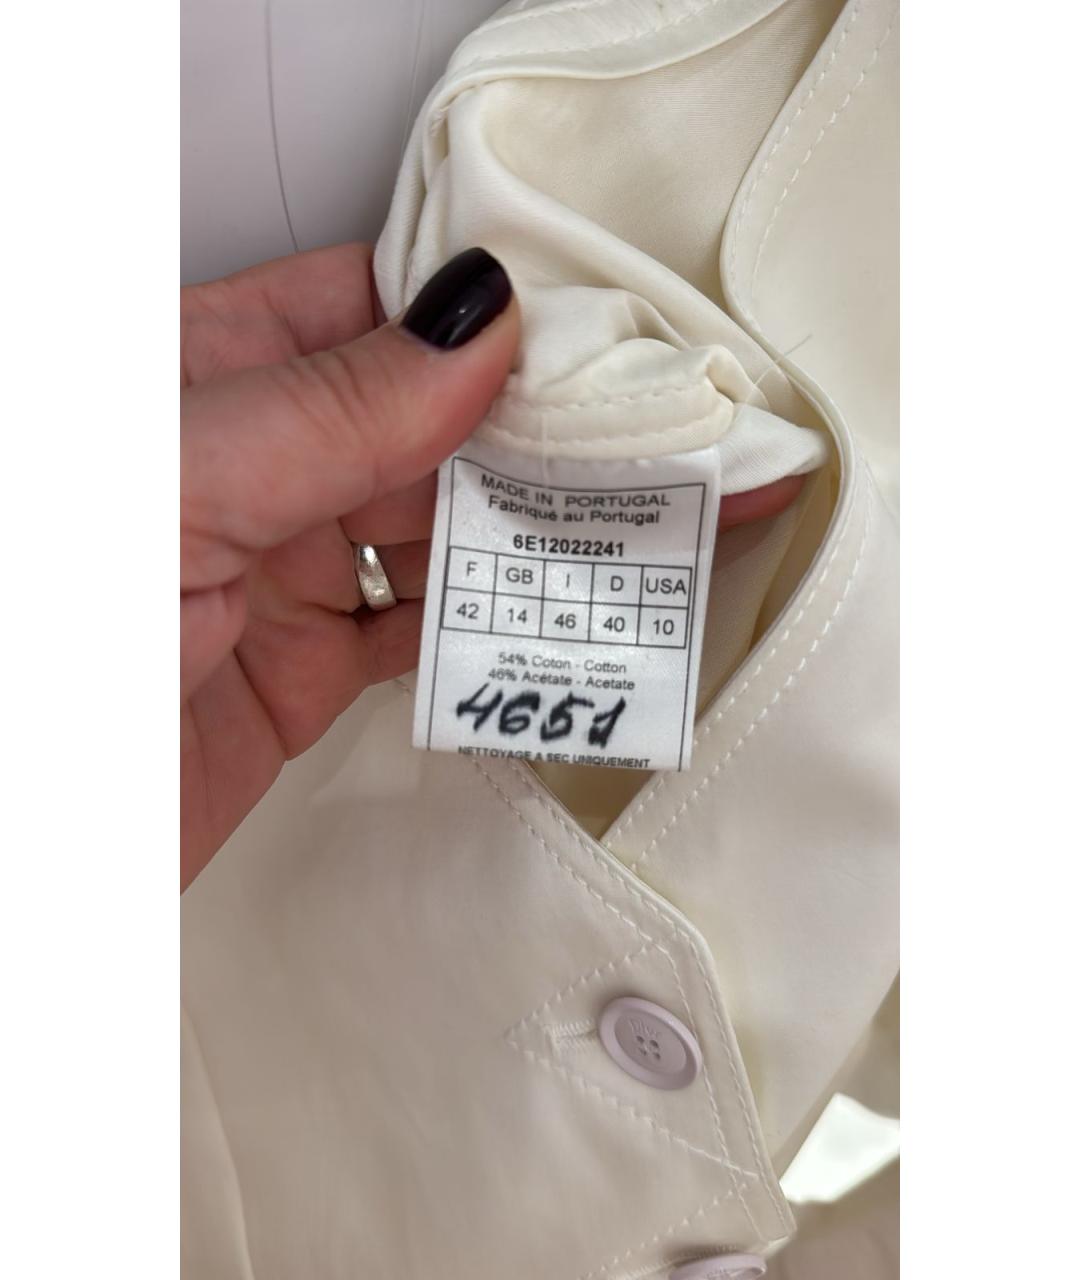 MADE IN PORTUGAL
Fabriqué au Portugal
6E12022241
F GB I D USA
42 14 46 40 10
54% Coton - Cotton
46% Acétate - Acetate
4651
NETTOYAGE A SEC UNIQUEMENT
Dior